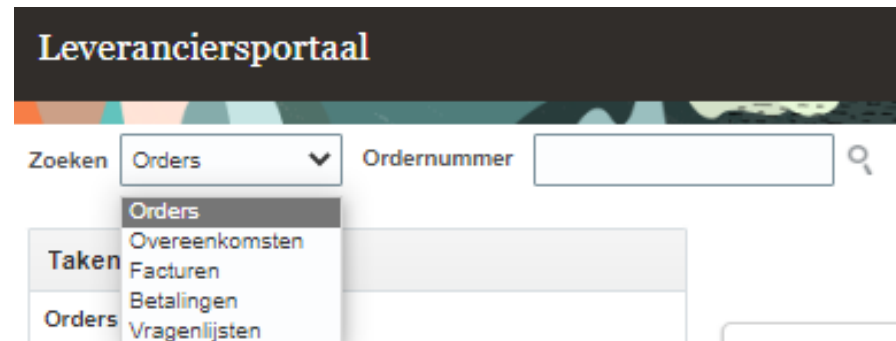 Leveranciersportaal
Zoeken Orders Ordernummer
Orders
Overeenkomsten
Taken
Facturen
Betalingen
Orders
Vragenlijsten